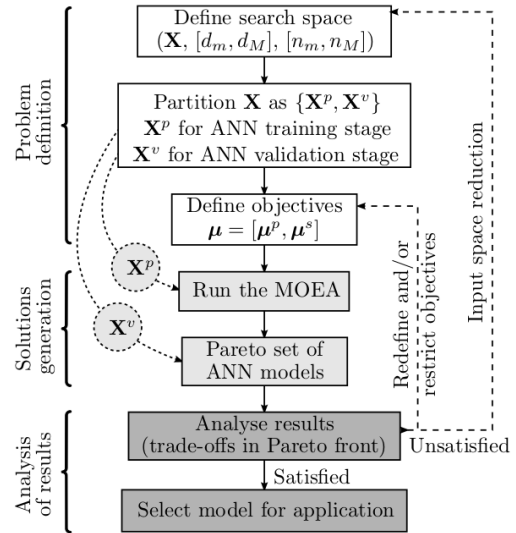 Define search space
(X, [d_m, d_M], [n_m, n_M])
Partition X as {X^p, X^v}
X^p for ANN training stage
X^v for ANN validation stage
Define objectives
μ = [μ^p, μ^s]
Problem
definition
X^p
Run the MOEA
X^v
Pareto set of
ANN models
Solutions
generation
Redefine and/or
restrict objectives
Input space reduction
Analyse results
(trade-offs in Pareto front)
Unsatisfied
Satisfied
Select model for application
Analysis
of results